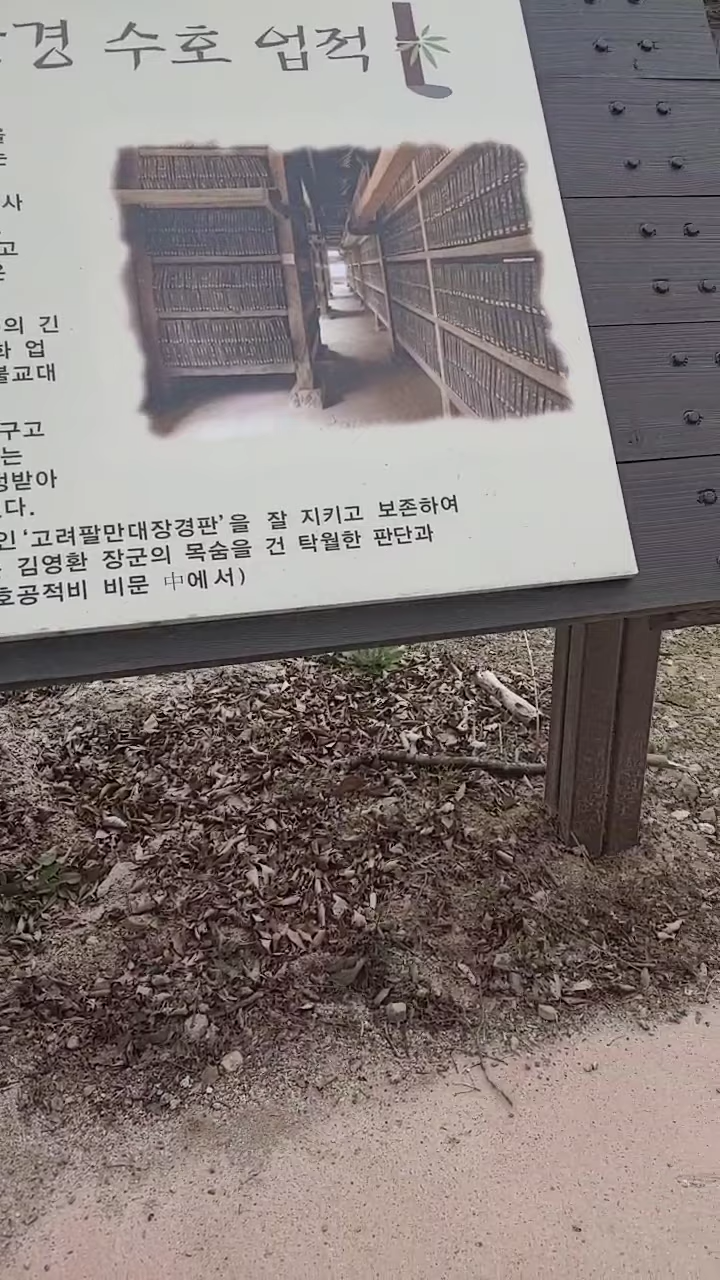 경 수호 업적
는
사
고
은
의 긴
화 업
불교대
구고
는
정받아
다.
인 '고려팔만대장경판'을 잘 지키고 보존하여
김영환 장군의 목숨을 건 탁월한 판단과
호공적비 비문 中에서)